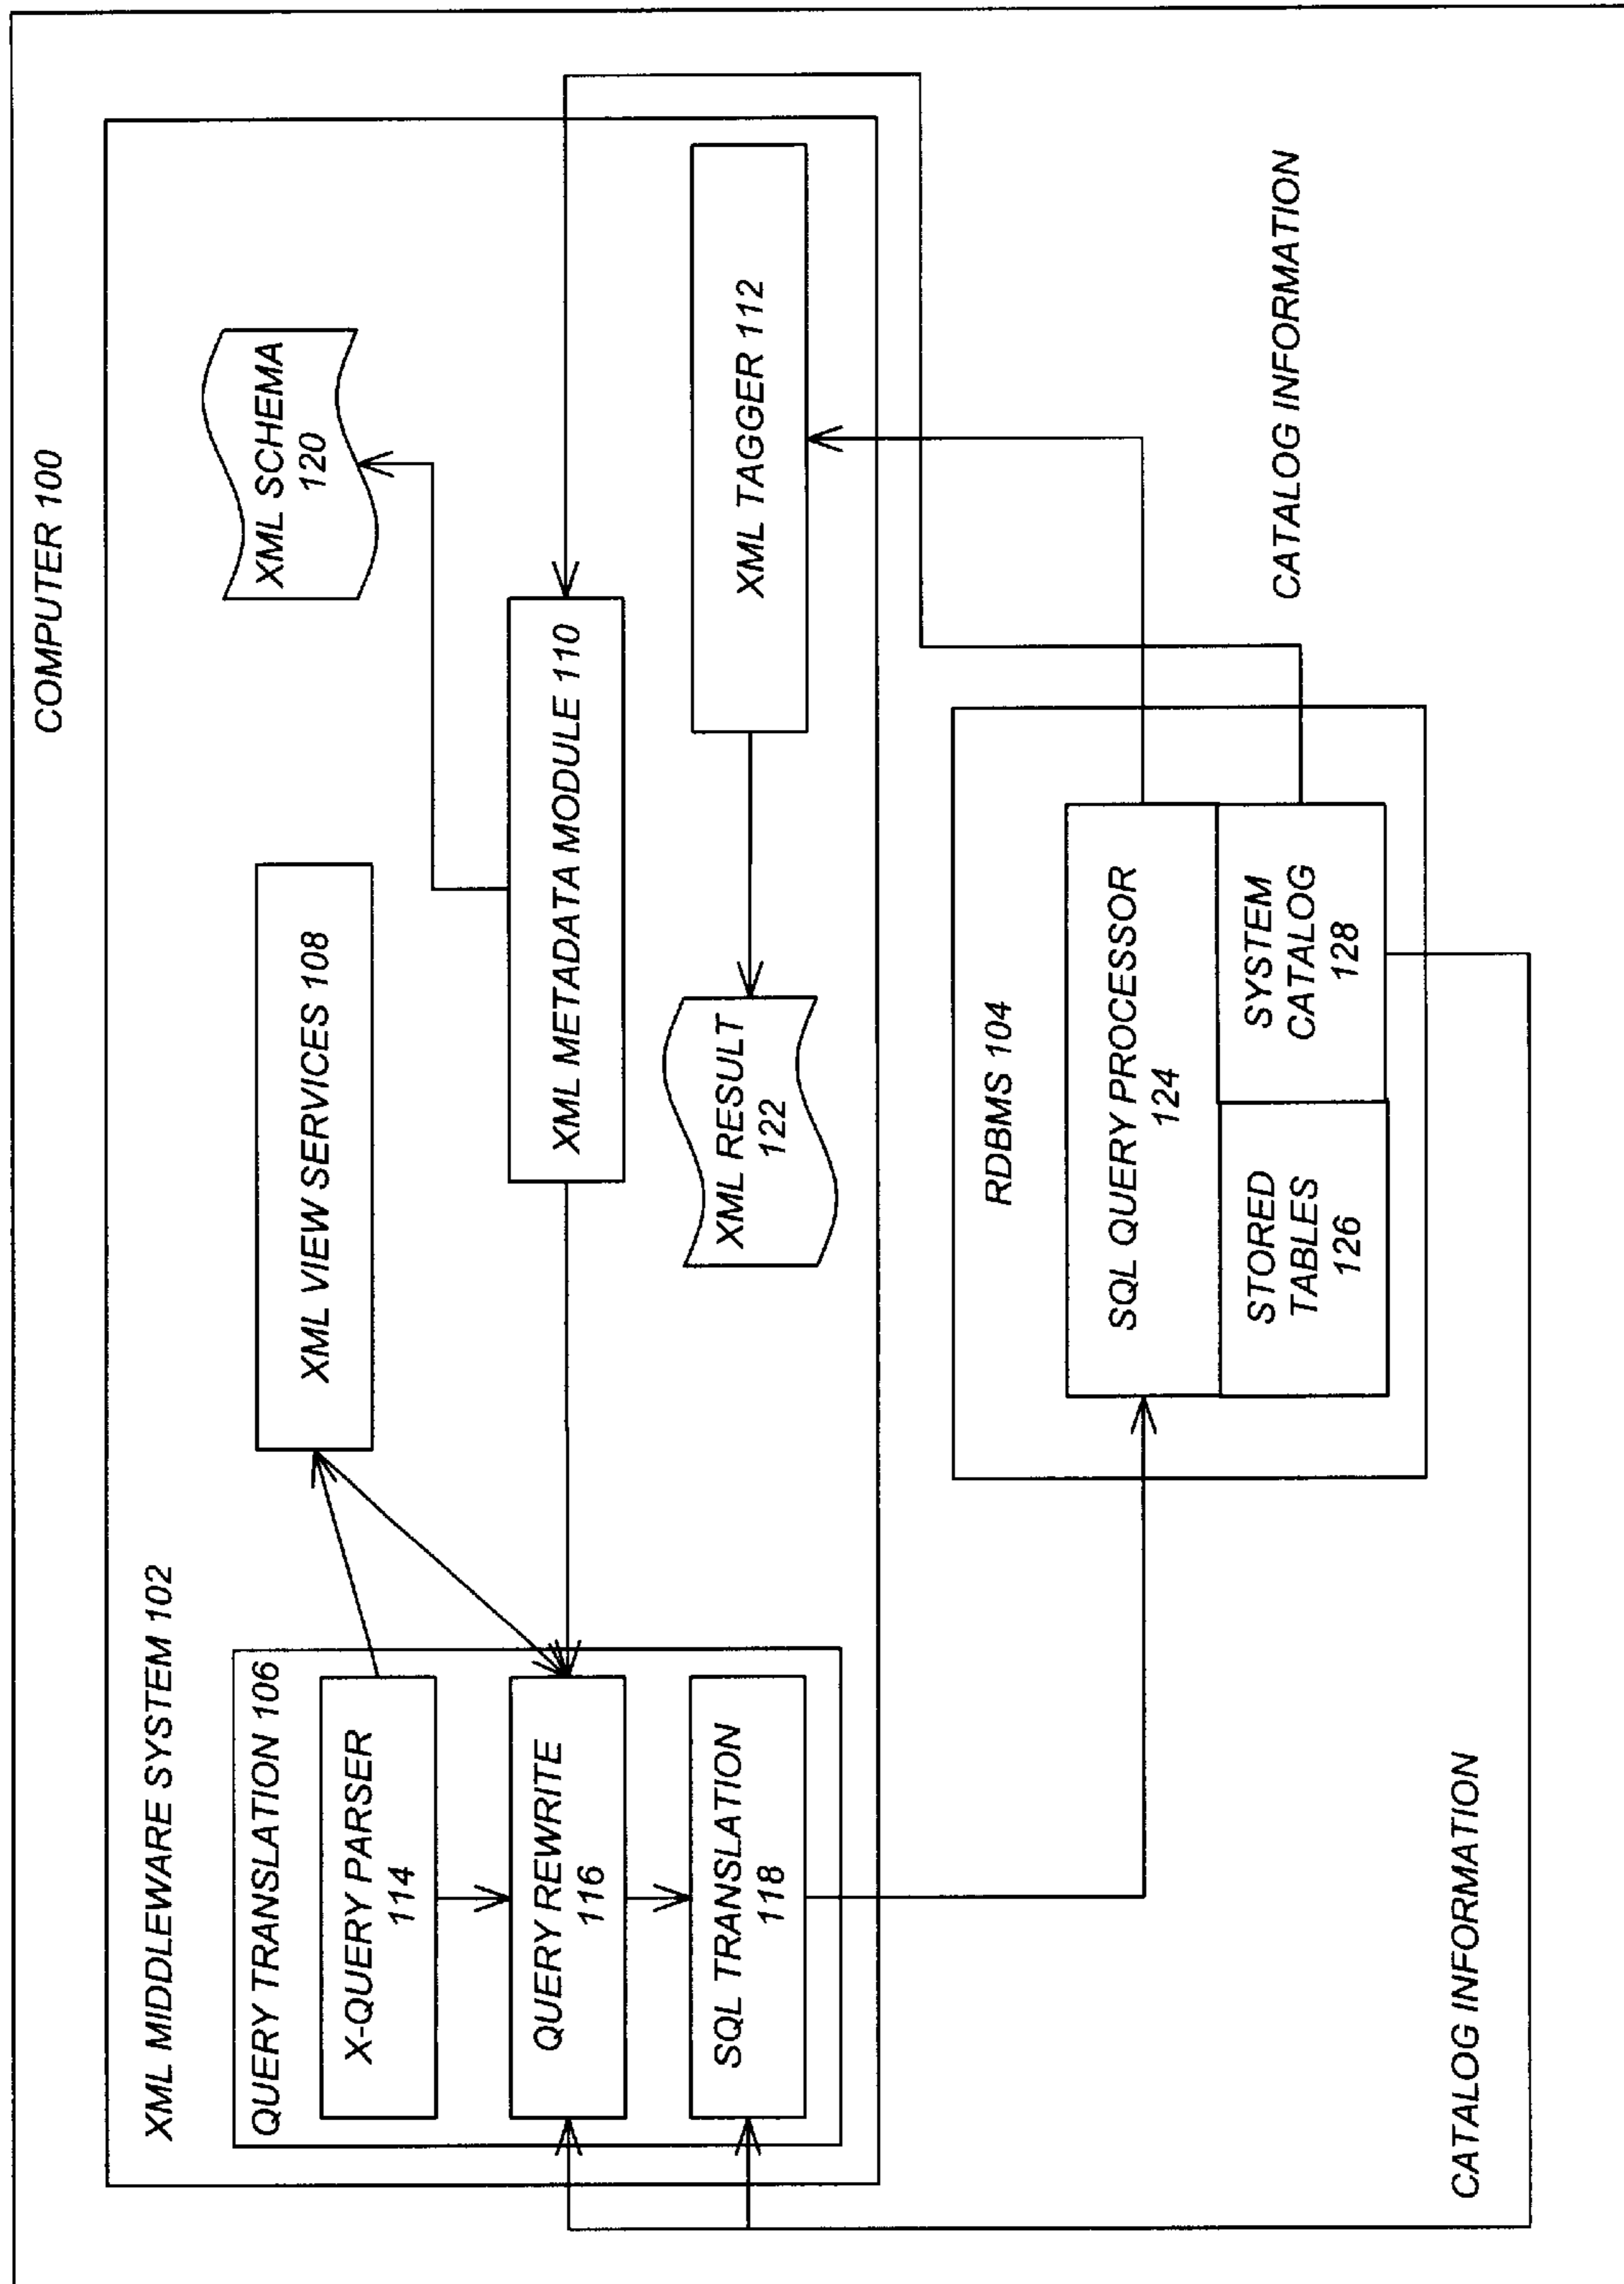 COMPUTER 100
XML MIDDLEWARE SYSTEM 102
QUERY TRANSLATION 106
X-QUERY PARSER
114
QUERY REWRITE
116
SQL TRANSLATION
118
XML VIEW SERVICES 108
XML SCHEMA
120
XML METADATA MODULE 110
XML RESULT
122
XML TAGGER 112
RDBMS 104
SQL QUERY PROCESSOR
124
STORED
TABLES
126
SYSTEM
CATALOG
128
CATALOG INFORMATION
CATALOG INFORMATION